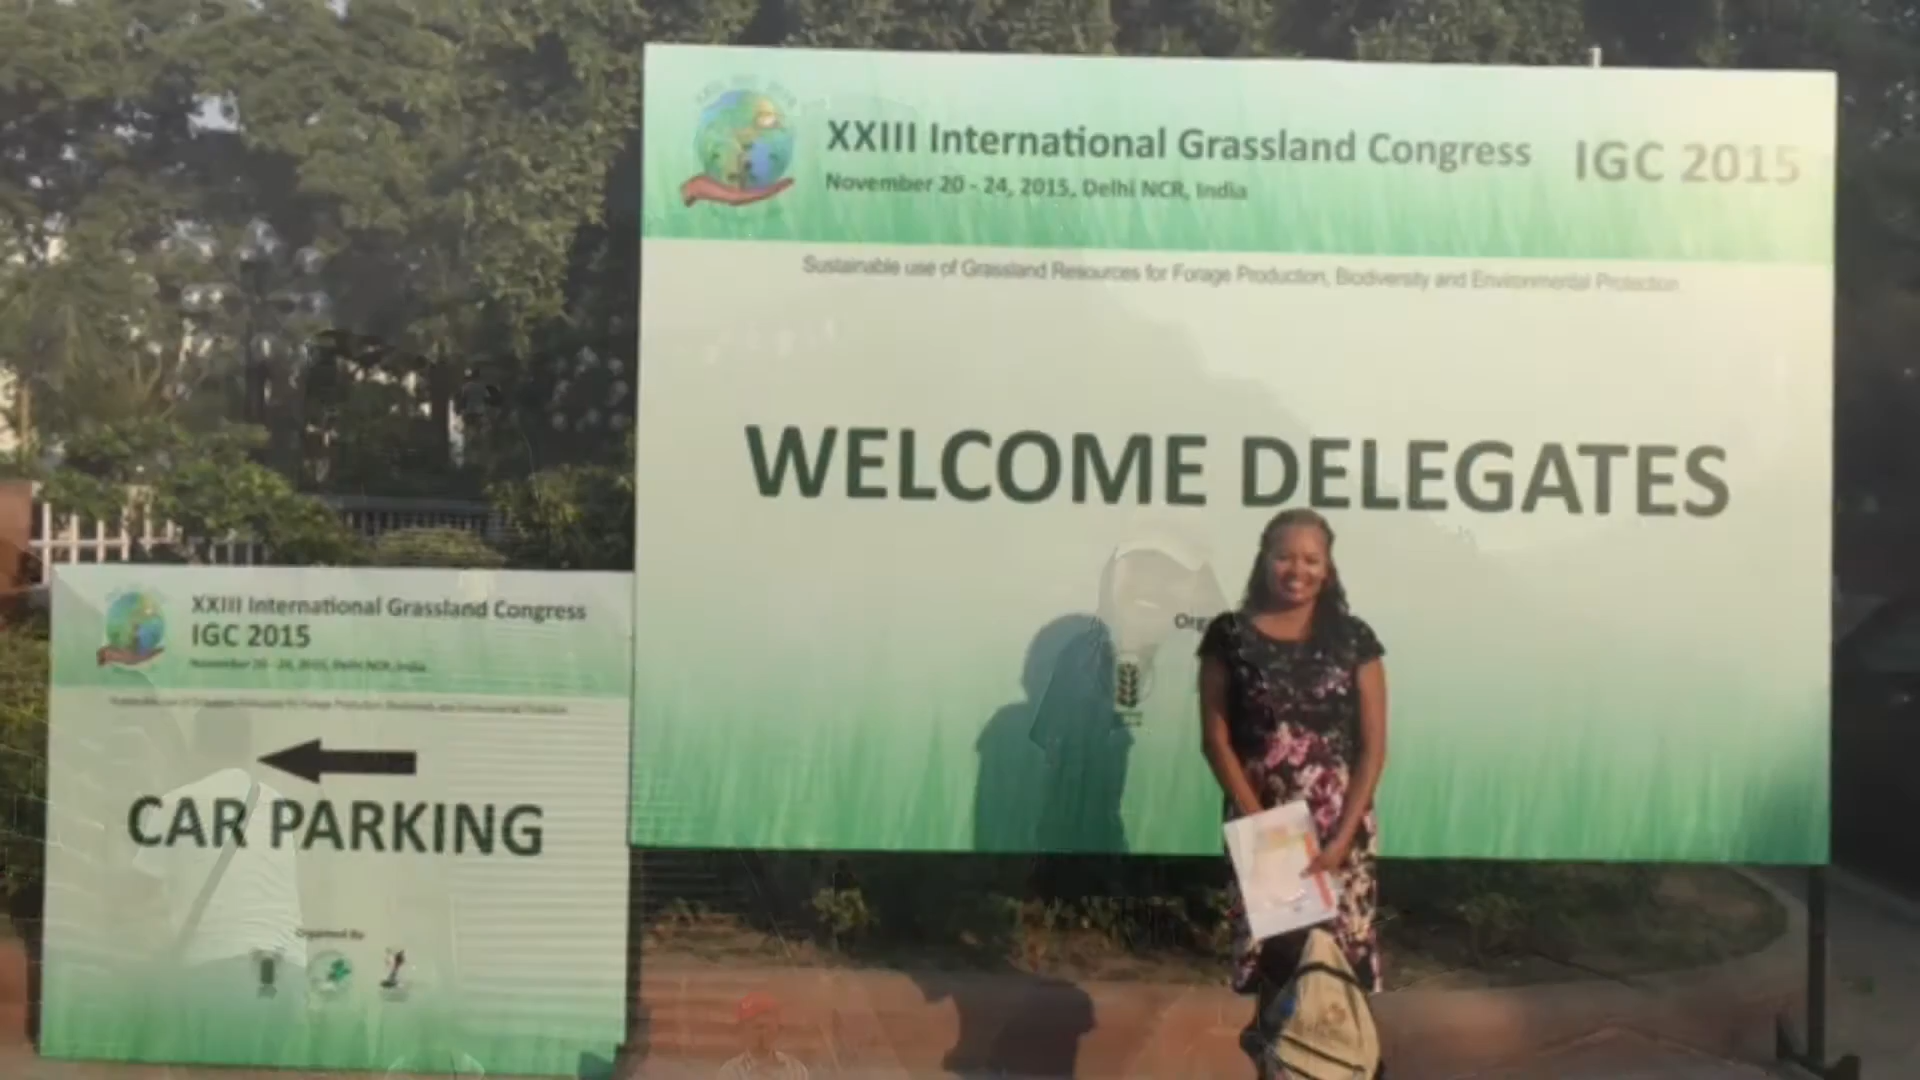 XXIII International Grassland Congress
IGC 2015
November 20 - 24, 2015, Delhi NCR, India
Sustainable use of Grassland Resources for Forage Production, Biodiversity and Environmental Protection
WELCOME DELEGATES
XXIII International Grassland Congress
IGC 2015
November 20 - 24, 2015, Delhi NCR, India
CAR PARKING
Organised By